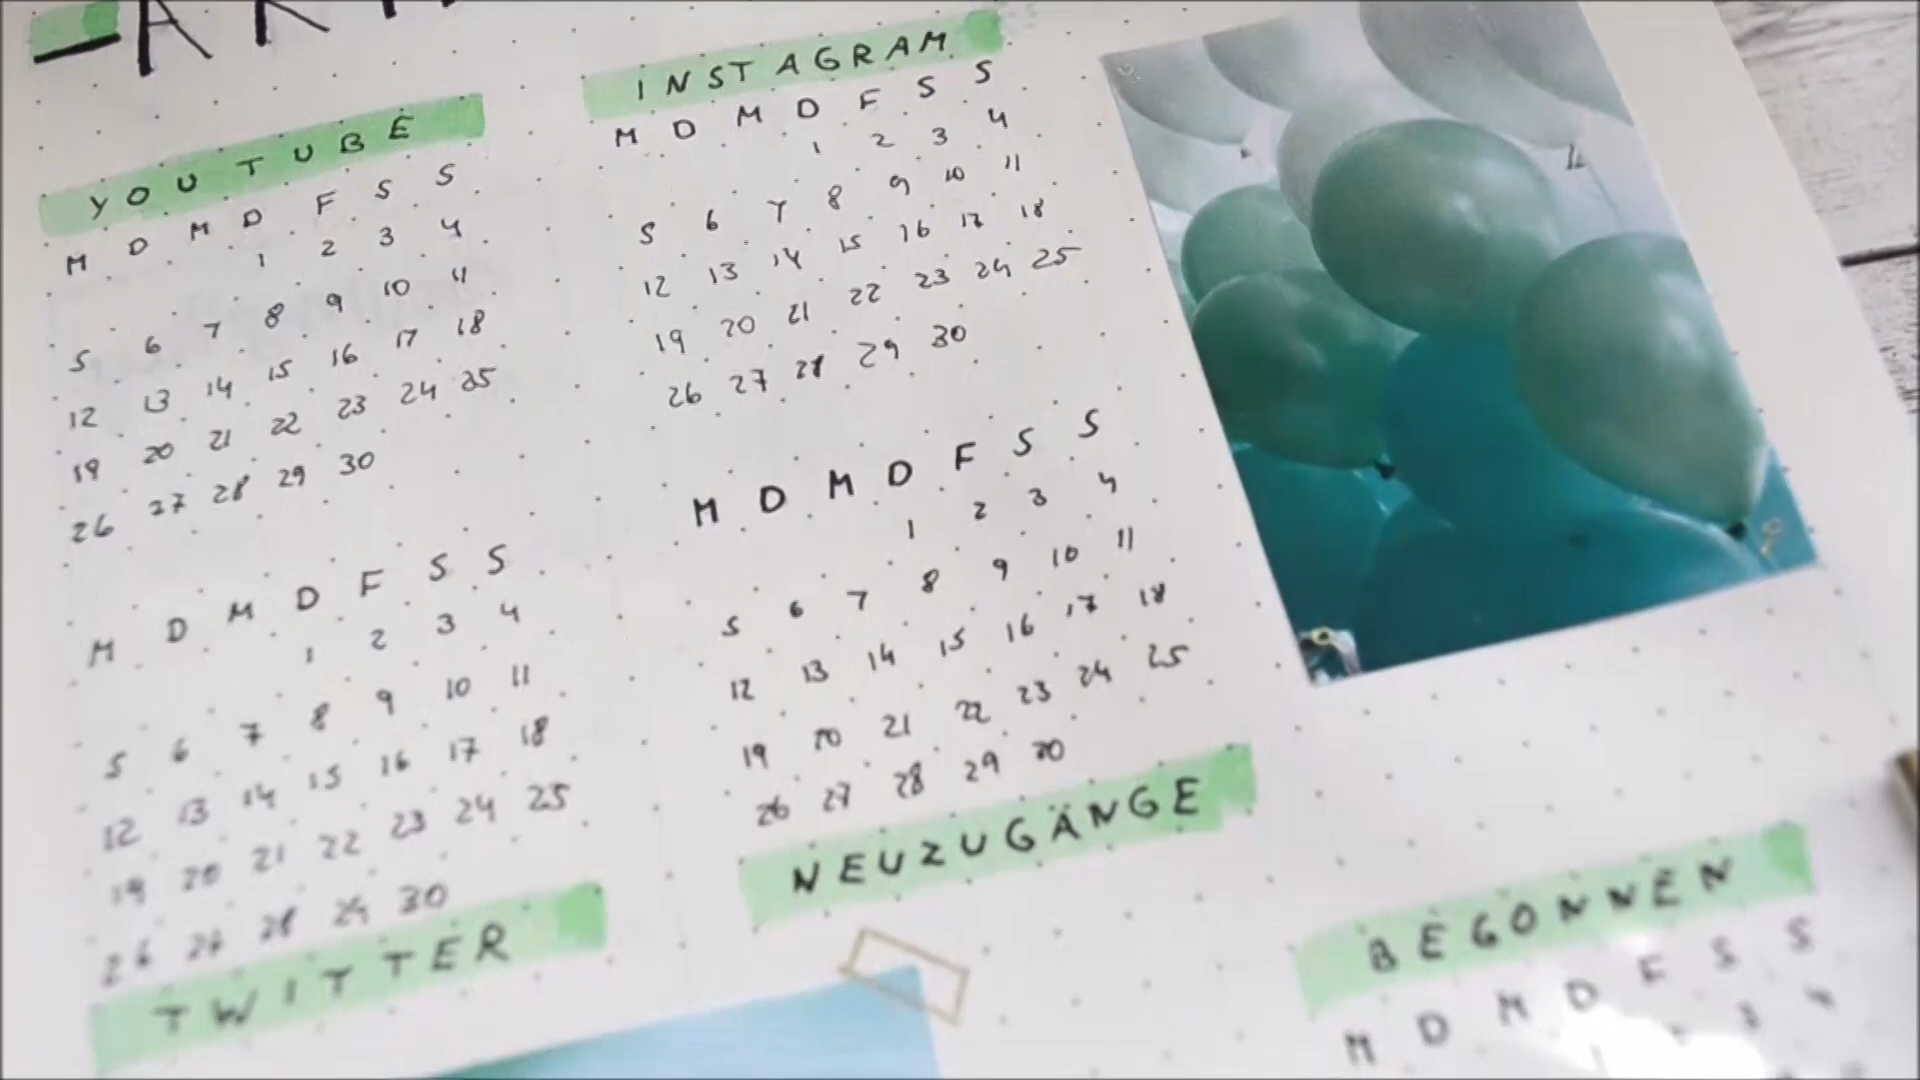 YOUTUBE
M D M D F S S
1 2 3 4
5 6 7 8 9 10 11
12 13 14 15 16 17 18
19 20 21 22 23 24 25
26 27 28 29 30
M D M D F S S
1 2 3 4
5 6 7 8 9 10 11
12 13 14 15 16 17 18
19 20 21 22 23 24 25
26 27 28 29 30
TWITTER
INSTAGRAM
M D M D F S S
1 2 3 4
5 6 7 8 9 10 11
12 13 14 15 16 17 18
19 20 21 22 23 24 25
26 27 28 29 30
M D M D F S S
1 2 3 4
5 6 7 8 9 10 11
12 13 14 15 16 17 18
19 20 21 22 23 24 25
26 27 28 29 30
NEUZUGÄNGE
BEGONNEN
M D M D F S S